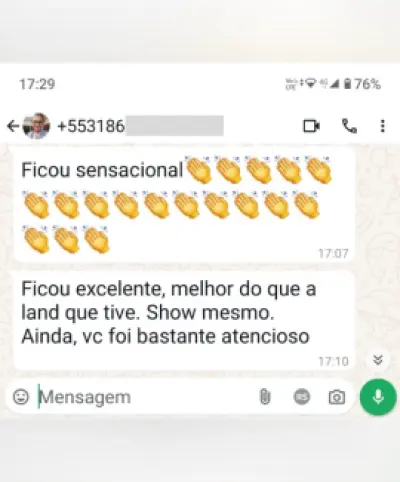 17:29 4G 76%
+553186
Ficou sensacional👏👏👏👏👏
👏👏👏👏👏👏👏👏👏👏
👏👏👏
17:07
Ficou excelente, melhor do que a
land que tive. Show mesmo.
Ainda, vc foi bastante atencioso
17:10
Mensagem
R$